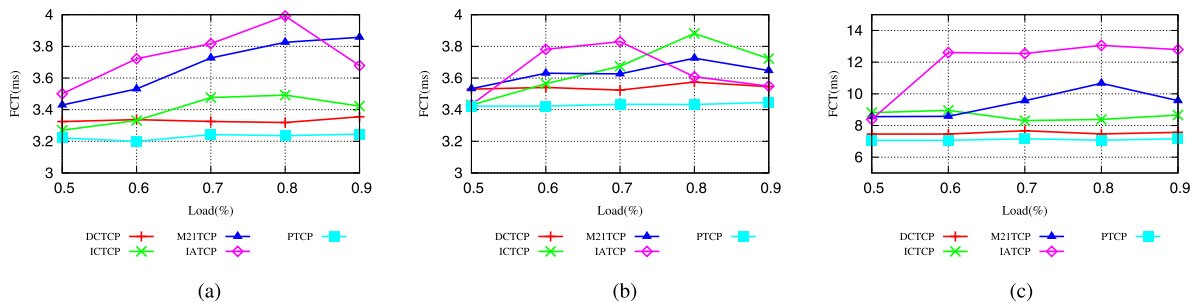 4
3.8
3.6
3.4
3.2
3
FCT(ms)
0.5 0.6 0.7 0.8 0.9
Load(%)
DCTCP M21TCP PTCP
ICTCP IATCP
(a)
4
3.8
3.6
3.4
3.2
3
FCT(ms)
0.5 0.6 0.7 0.8 0.9
Load(%)
DCTCP M21TCP PTCP
ICTCP IATCP
(b)
14
12
10
8
6
FCT(ms)
0.5 0.6 0.7 0.8 0.9
Load(%)
DCTCP M21TCP PTCP
ICTCP IATCP
(c)